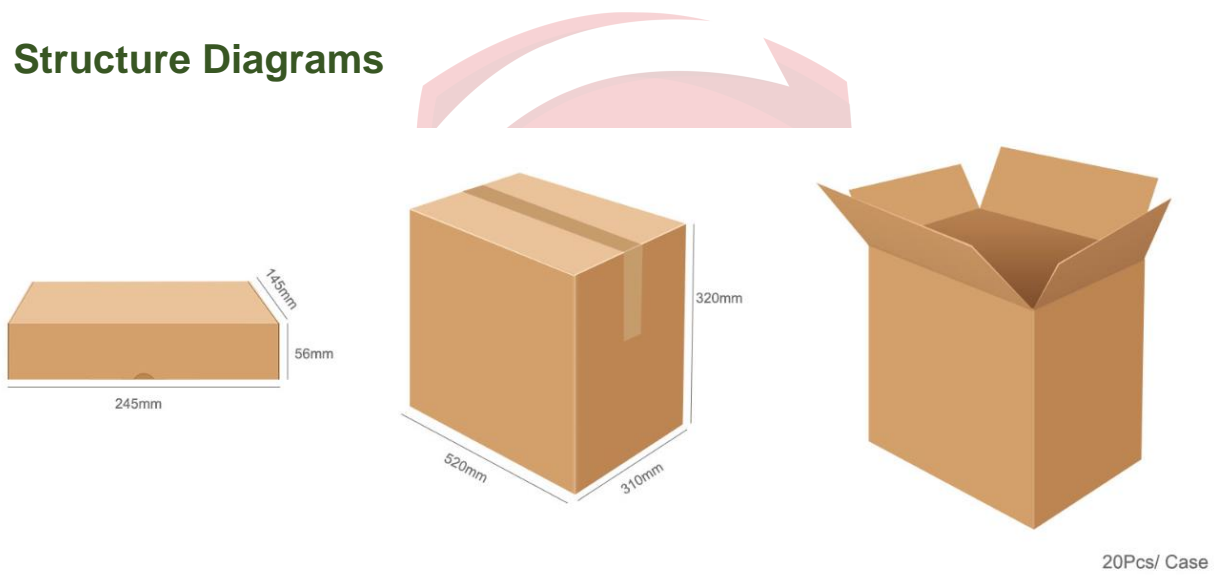 Structure Diagrams
145mm
56mm
245mm
320mm
520mm
310mm
20Pcs/ Case